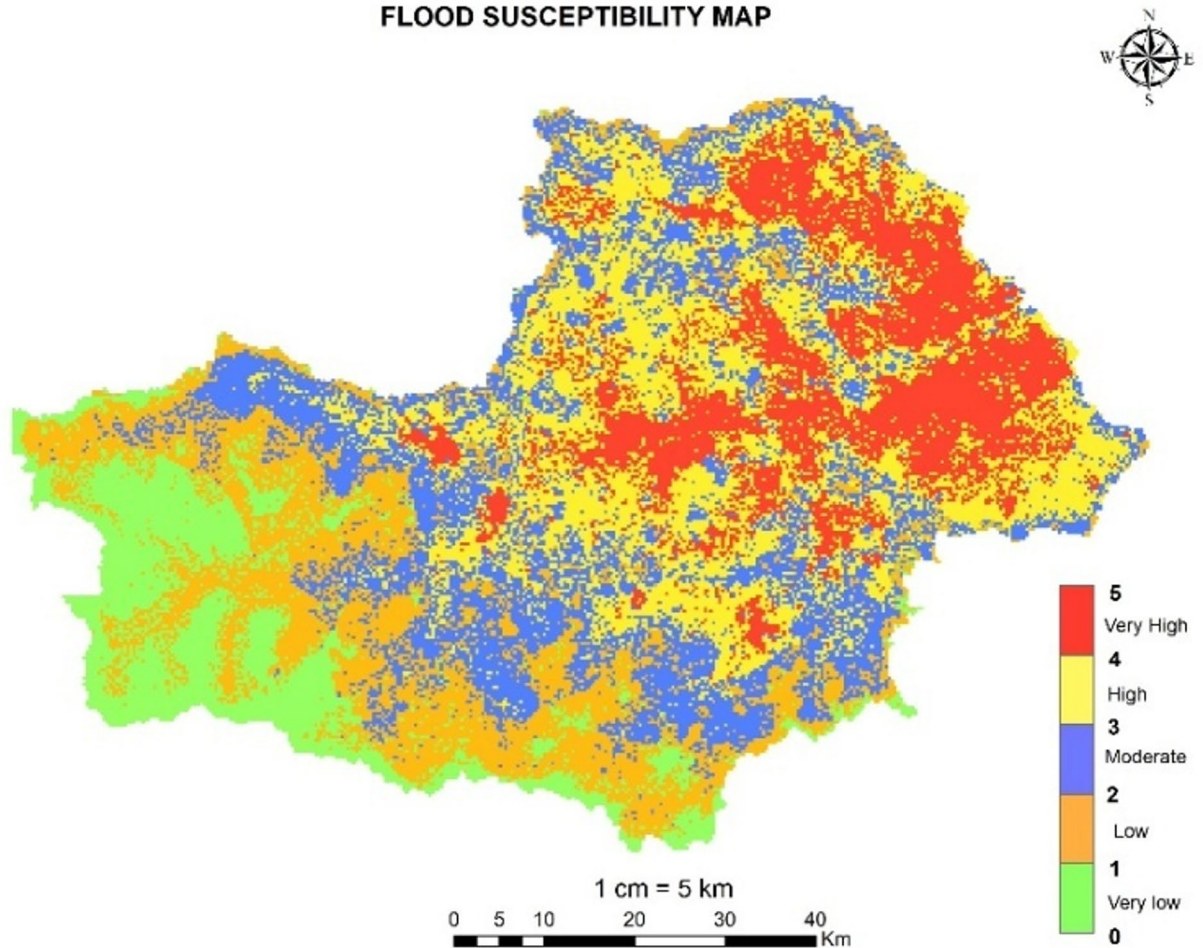 FLOOD SUSCEPTIBILITY MAP
N
W E
S
5
Very High
4
High
3
Moderate
2
Low
1
Very low
0
1 cm = 5 km
0 5 10 20 30 40
Km